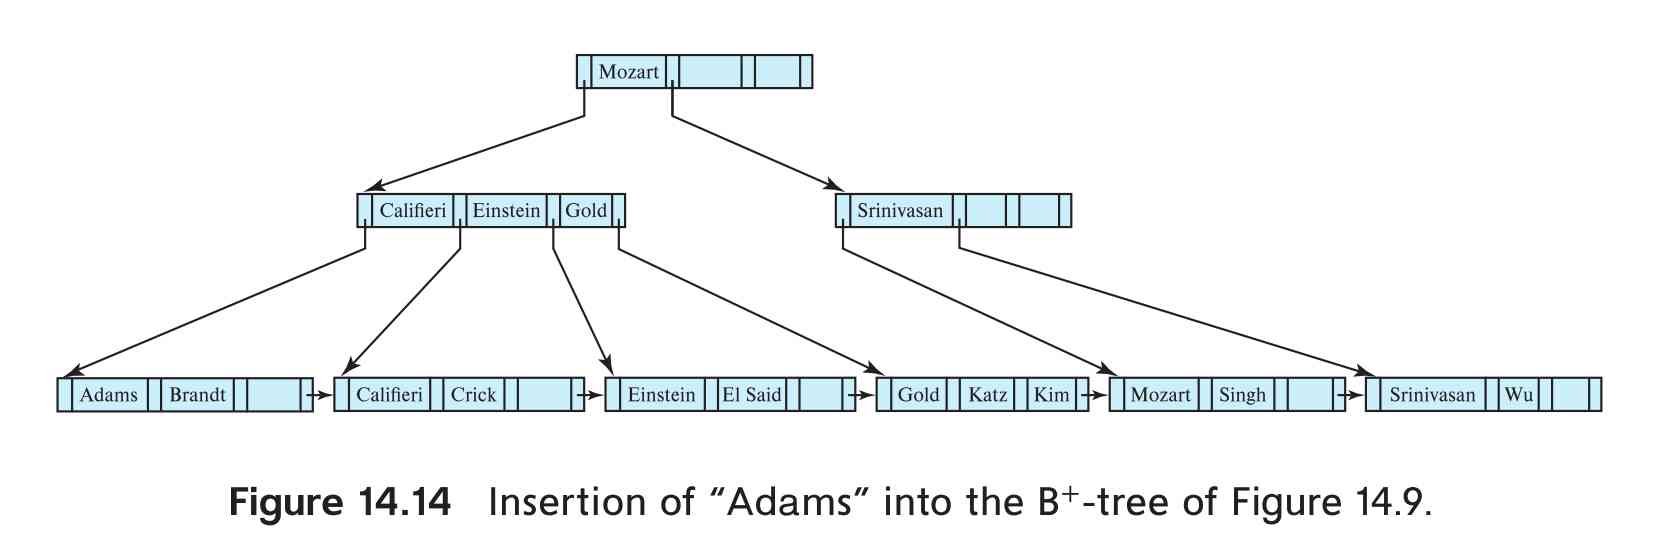 Mozart
Califieri Einstein Gold Srinivasan
Adams Brandt Califieri Crick Einstein El Said Gold Katz Kim Mozart Singh Srinivasan Wu
Figure 14.14 Insertion of “Adams” into the B+-tree of Figure 14.9.